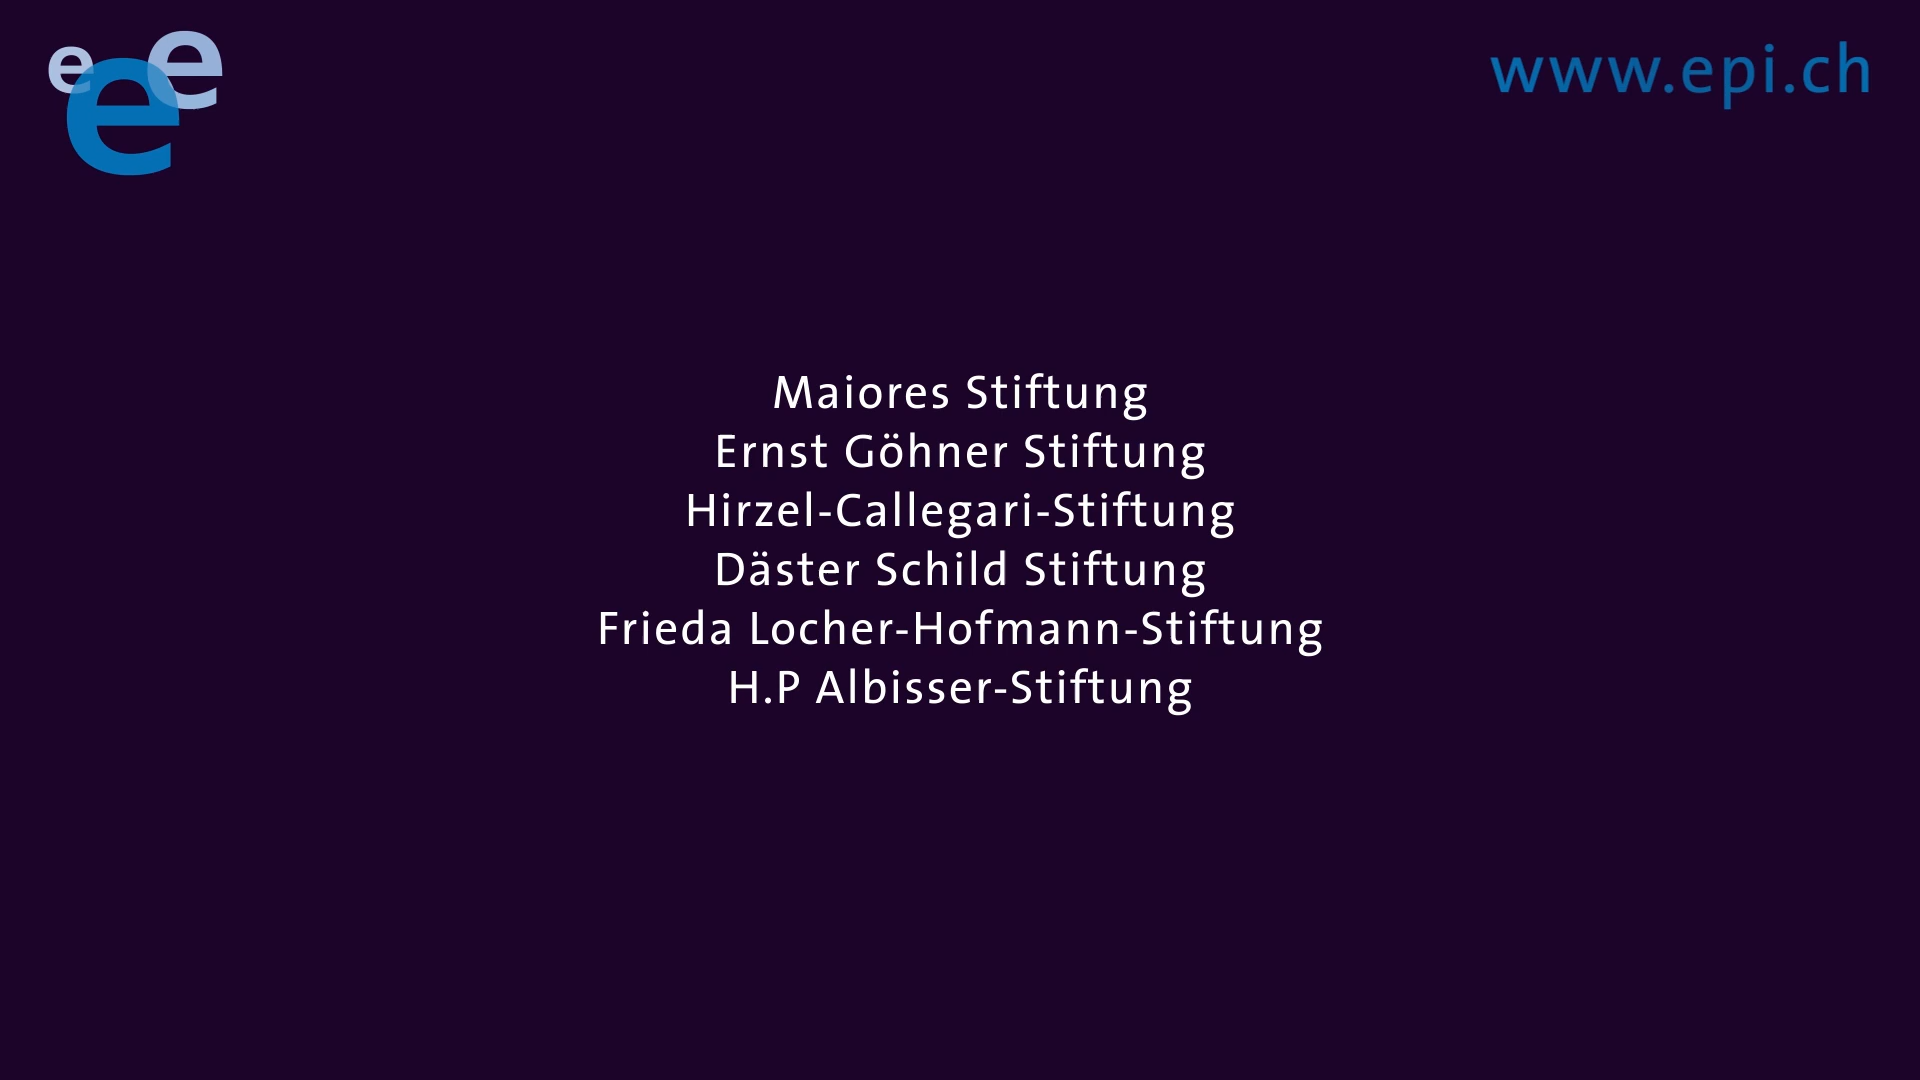 e e e
www.epi.ch
Maiores Stiftung
Ernst Göhner Stiftung
Hirzel-Callegari-Stiftung
Däster Schild Stiftung
Frieda Locher-Hofmann-Stiftung
H.P Albisser-Stiftung